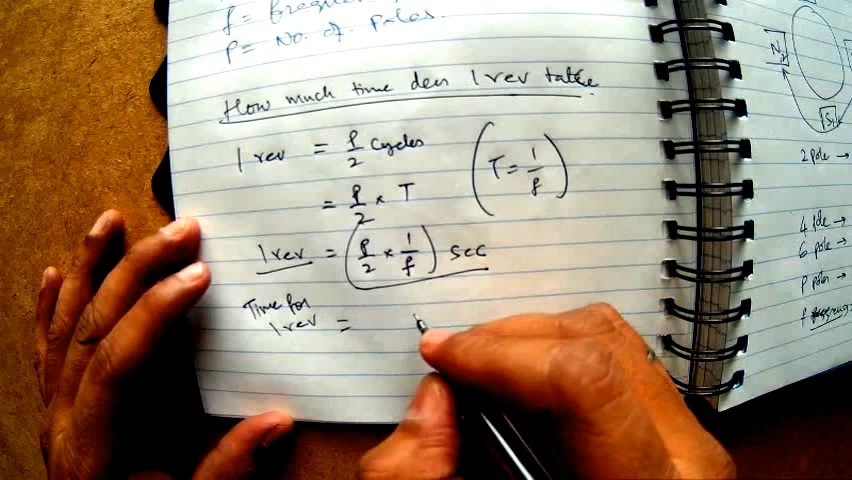 f = frequen
P = No. of Poles.
How much time does 1 rev take
1 rev = P/2 cycles (T = 1/f)
= P/2 × T
1 rev = (P/2 × 1/f) sec
Time for
1 rev =
N
S
2 pole →
4 pole →
6 pole →
P poles →
f